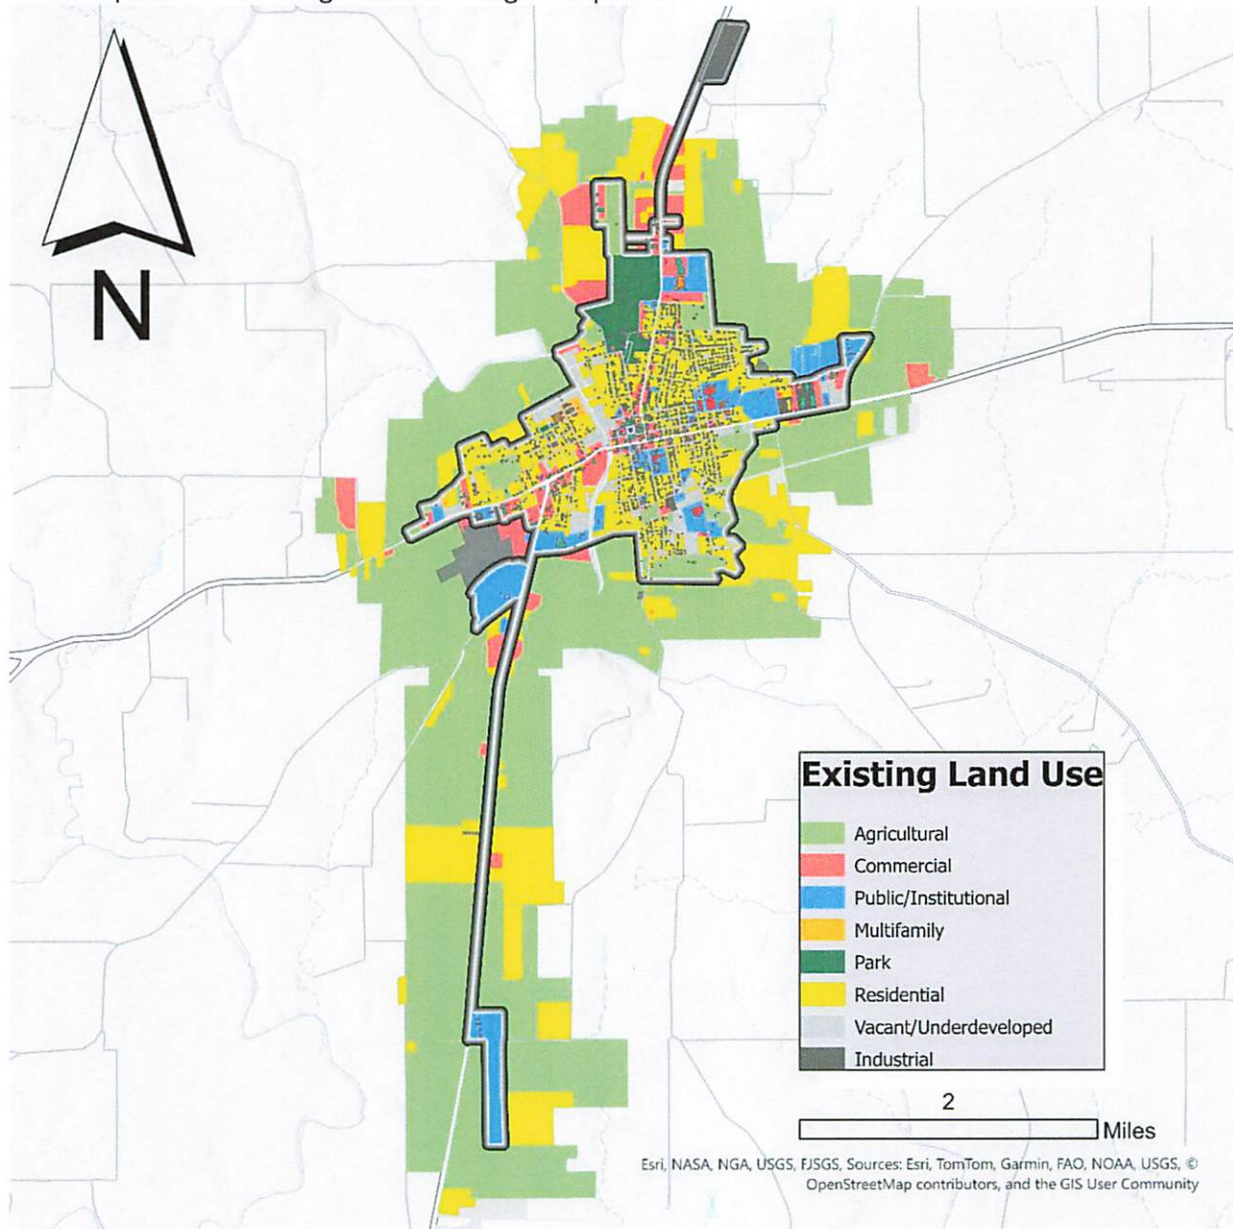 N
Existing Land Use
Agricultural
Commercial
Public/Institutional
Multifamily
Park
Residential
Vacant/Underdeveloped
Industrial
2
Miles
Esri, NASA, NGA, USGS, FJSGS, Sources: Esri, TomTom, Garmin, FAO, NOAA, USGS, ©
OpenStreetMap contributors, and the GIS User Community